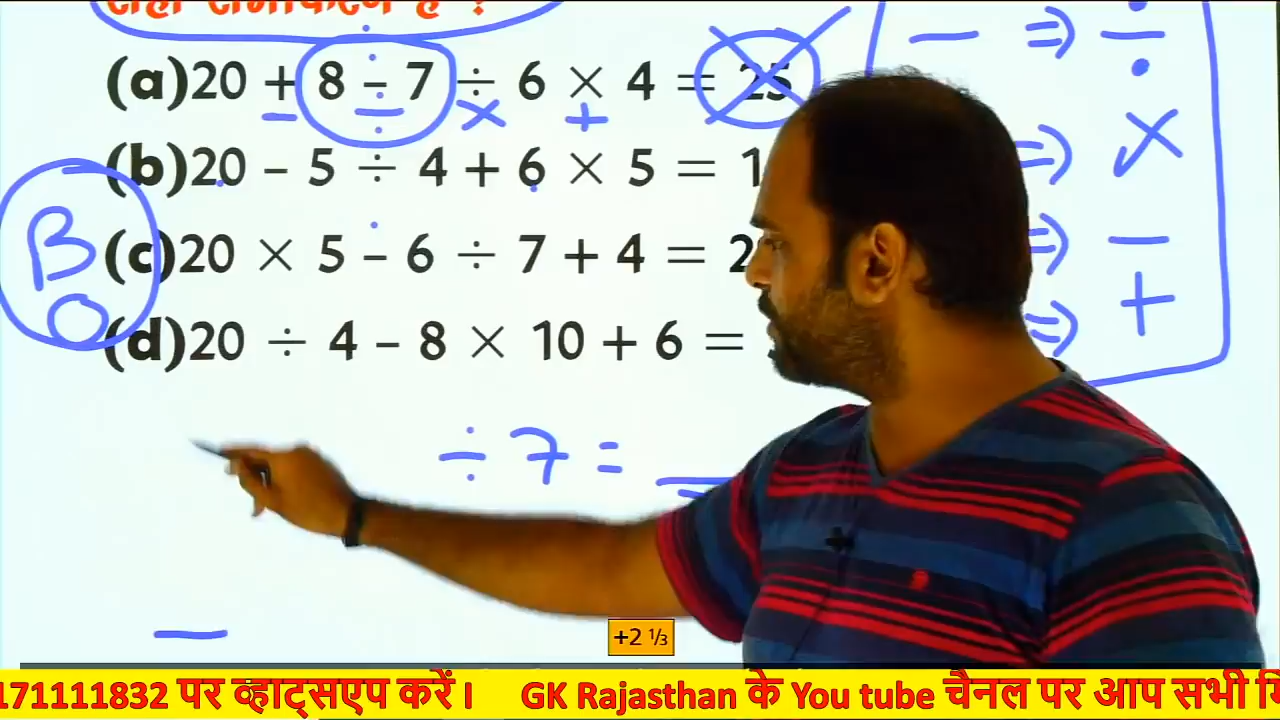 (a)20 + 8 – 7 ÷ 6 × 4 = 25
– ÷ × +
(b)20 – 5 ÷ 4 + 6 × 5 = 1
(c)20 × 5 – 6 ÷ 7 + 4 = 2
(d)20 ÷ 4 – 8 × 10 + 6 =
BO
– ⇒ ÷
⇒ ×
⇒ –
⇒ +
÷ 7 =
–
+2 ⅓
171111832 पर व्हाट्सएप करें I GK Rajasthan के You tube चैनल पर आप सभी